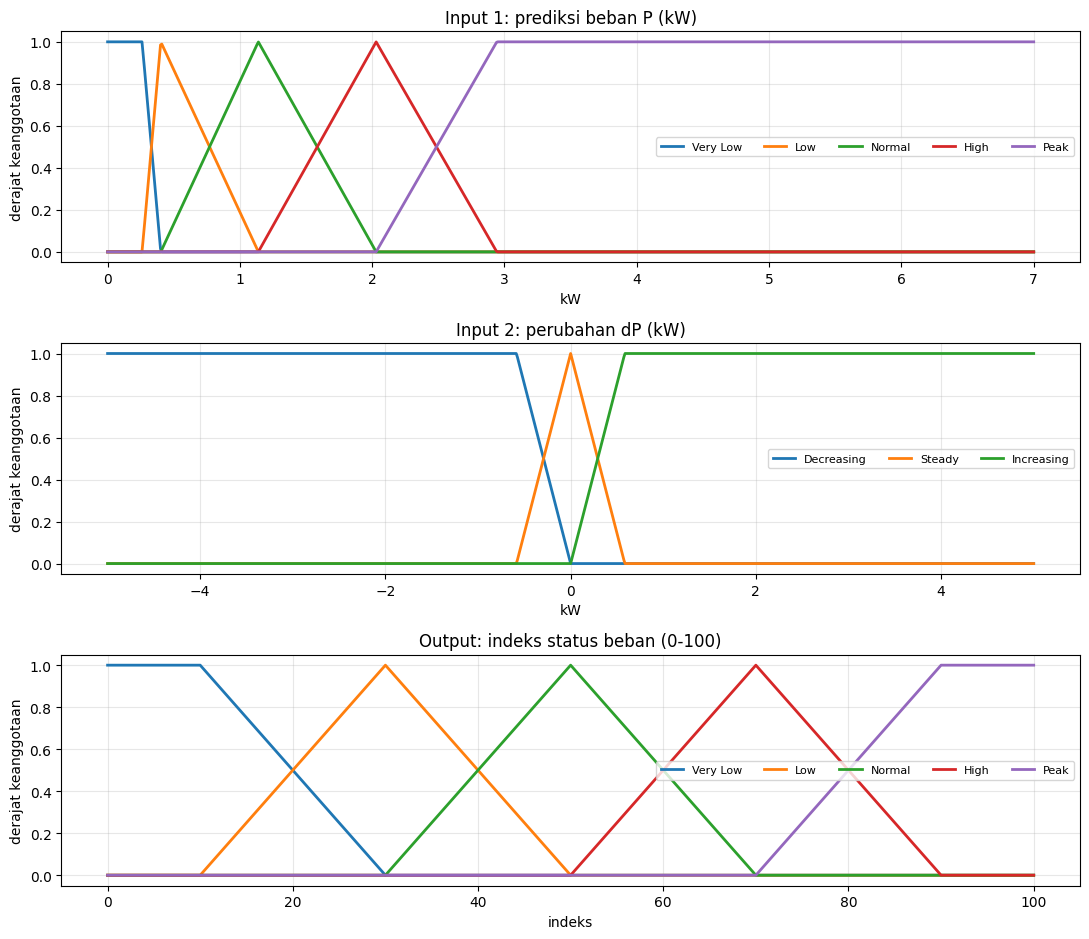 Input 1: prediksi beban P (kW)
derajat keanggotaan
1.0
0.8
0.6
0.4
0.2
0.0
Very Low Low Normal High Peak
0 1 2 3 4 5 6 7
kW
Input 2: perubahan dP (kW)
derajat keanggotaan
1.0
0.8
0.6
0.4
0.2
0.0
Decreasing Steady Increasing
−4 −2 0 2 4
kW
Output: indeks status beban (0-100)
derajat keanggotaan
1.0
0.8
0.6
0.4
0.2
0.0
Very Low Low Normal High Peak
0 20 40 60 80 100
indeks